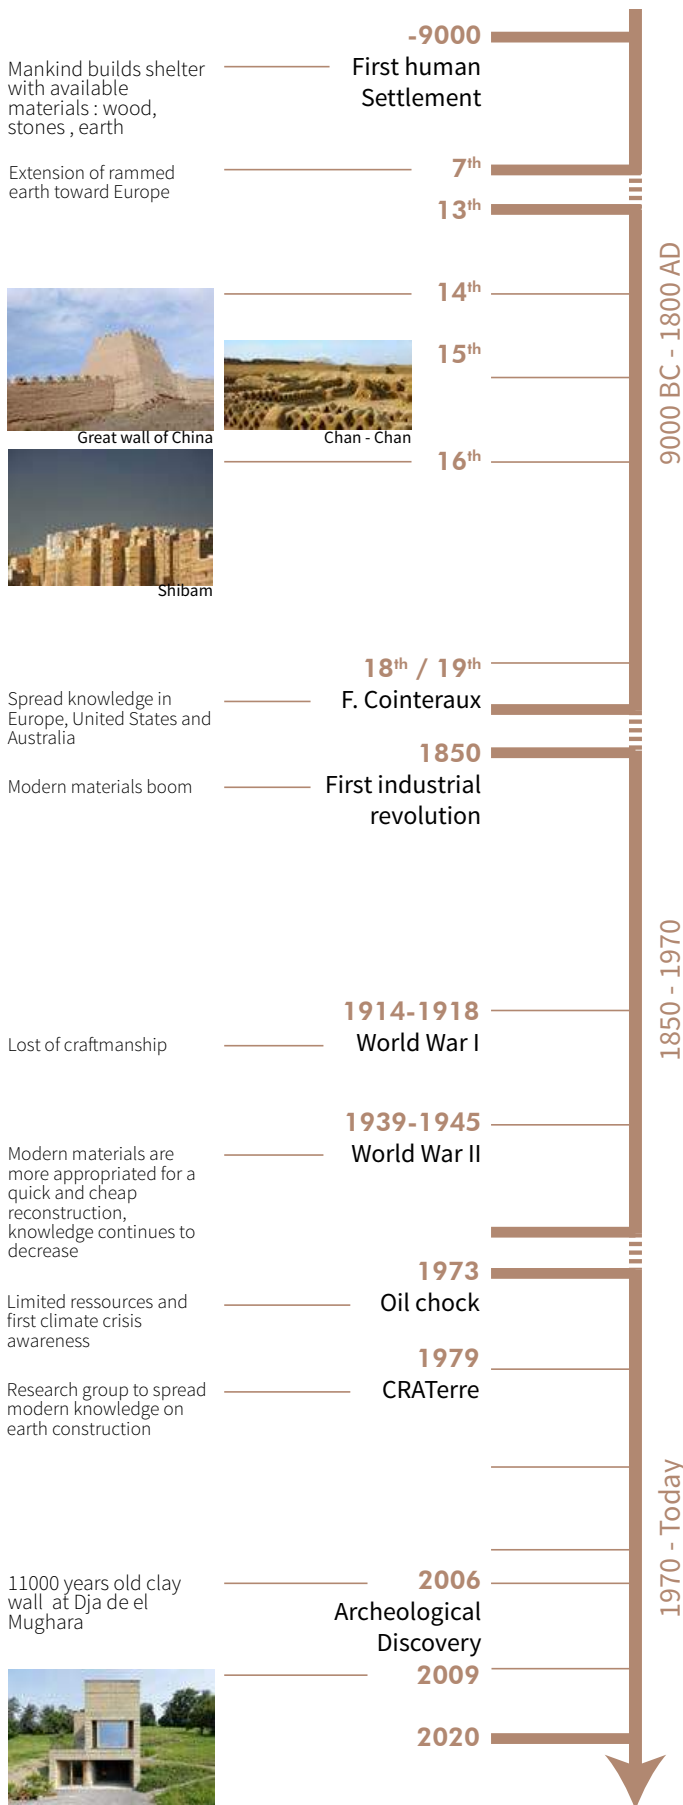 -9000
First human
Settlement
Mankind builds shelter
with available
materials : wood,
stones , earth
7th
Extension of rammed
earth toward Europe
13th
14th
15th
Great wall of China
Chan - Chan
16th
Shibam
9000 BC - 1800 AD
18th / 19th
F. Cointeraux
Spread knowledge in
Europe, United States and
Australia
1850
First industrial
revolution
Modern materials boom
1914-1918
World War I
Lost of craftmanship
1850 - 1970
1939-1945
World War II
Modern materials are
more appropriated for a
quick and cheap
reconstruction,
knowledge continues to
decrease
1973
Oil chock
Limited ressources and
first climate crisis
awareness
1979
CRATerre
Research group to spread
modern knowledge on
earth construction
1970 - Today
2006
Archeological
Discovery
11000 years old clay
wall at Dja de el
Mughara
2009
2020